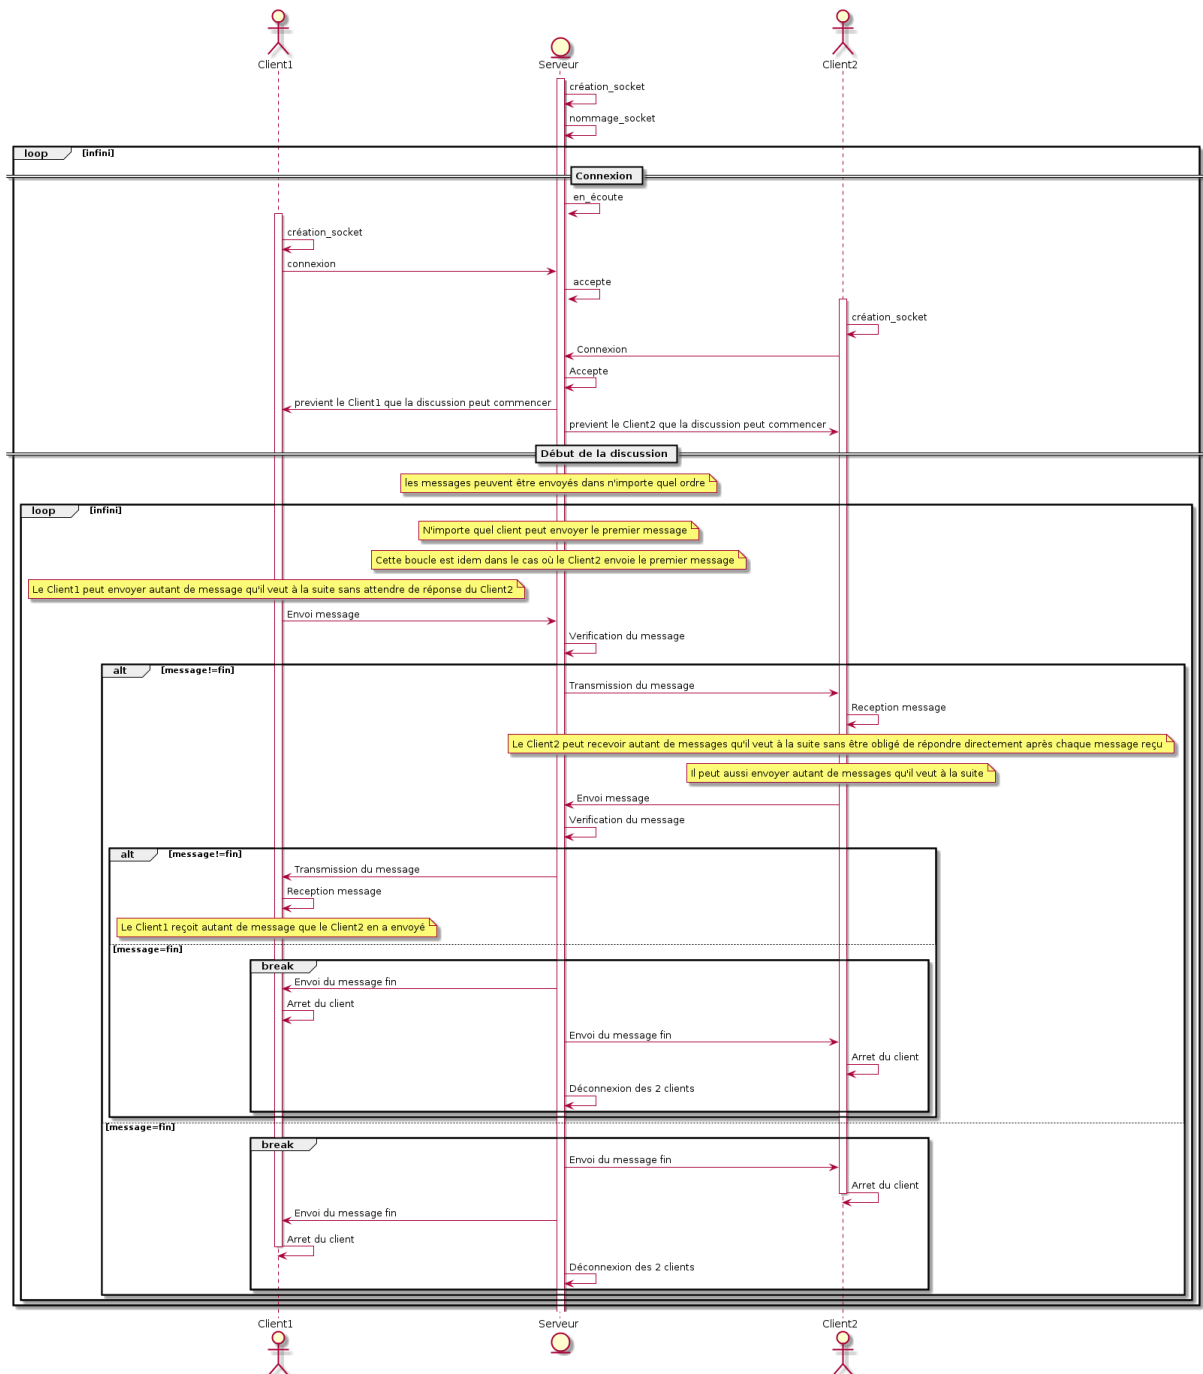 Client1
Serveur
Client2
création_socket
nommage_socket
loop [infini]
Connexion
en_écoute
création_socket
connexion
accepte
création_socket
Connexion
Accepte
previent le Client1 que la discussion peut commencer
previent le Client2 que la discussion peut commencer
Début de la discussion
les messages peuvent être envoyés dans n'importe quel ordre
loop [infini]
N'importe quel client peut envoyer le premier message
Cette boucle est idem dans le cas où le Client2 envoie le premier message
Le Client1 peut envoyer autant de message qu'il veut à la suite sans attendre de réponse du Client2
Envoi message
Verification du message
alt [message!=fin]
Transmission du message
Reception message
Le Client2 peut recevoir autant de messages qu'il veut à la suite sans être obligé de répondre directement après chaque message reçu
Il peut aussi envoyer autant de messages qu'il veut à la suite
Envoi message
Verification du message
alt [message!=fin]
Transmission du message
Reception message
Le Client1 reçoit autant de message que le Client2 en a envoyé
[message=fin]
break
Envoi du message fin
Arret du client
Envoi du message fin
Arret du client
Déconnexion des 2 clients
[message=fin]
break
Envoi du message fin
Arret du client
Envoi du message fin
Arret du client
Déconnexion des 2 clients
Client1
Serveur
Client2